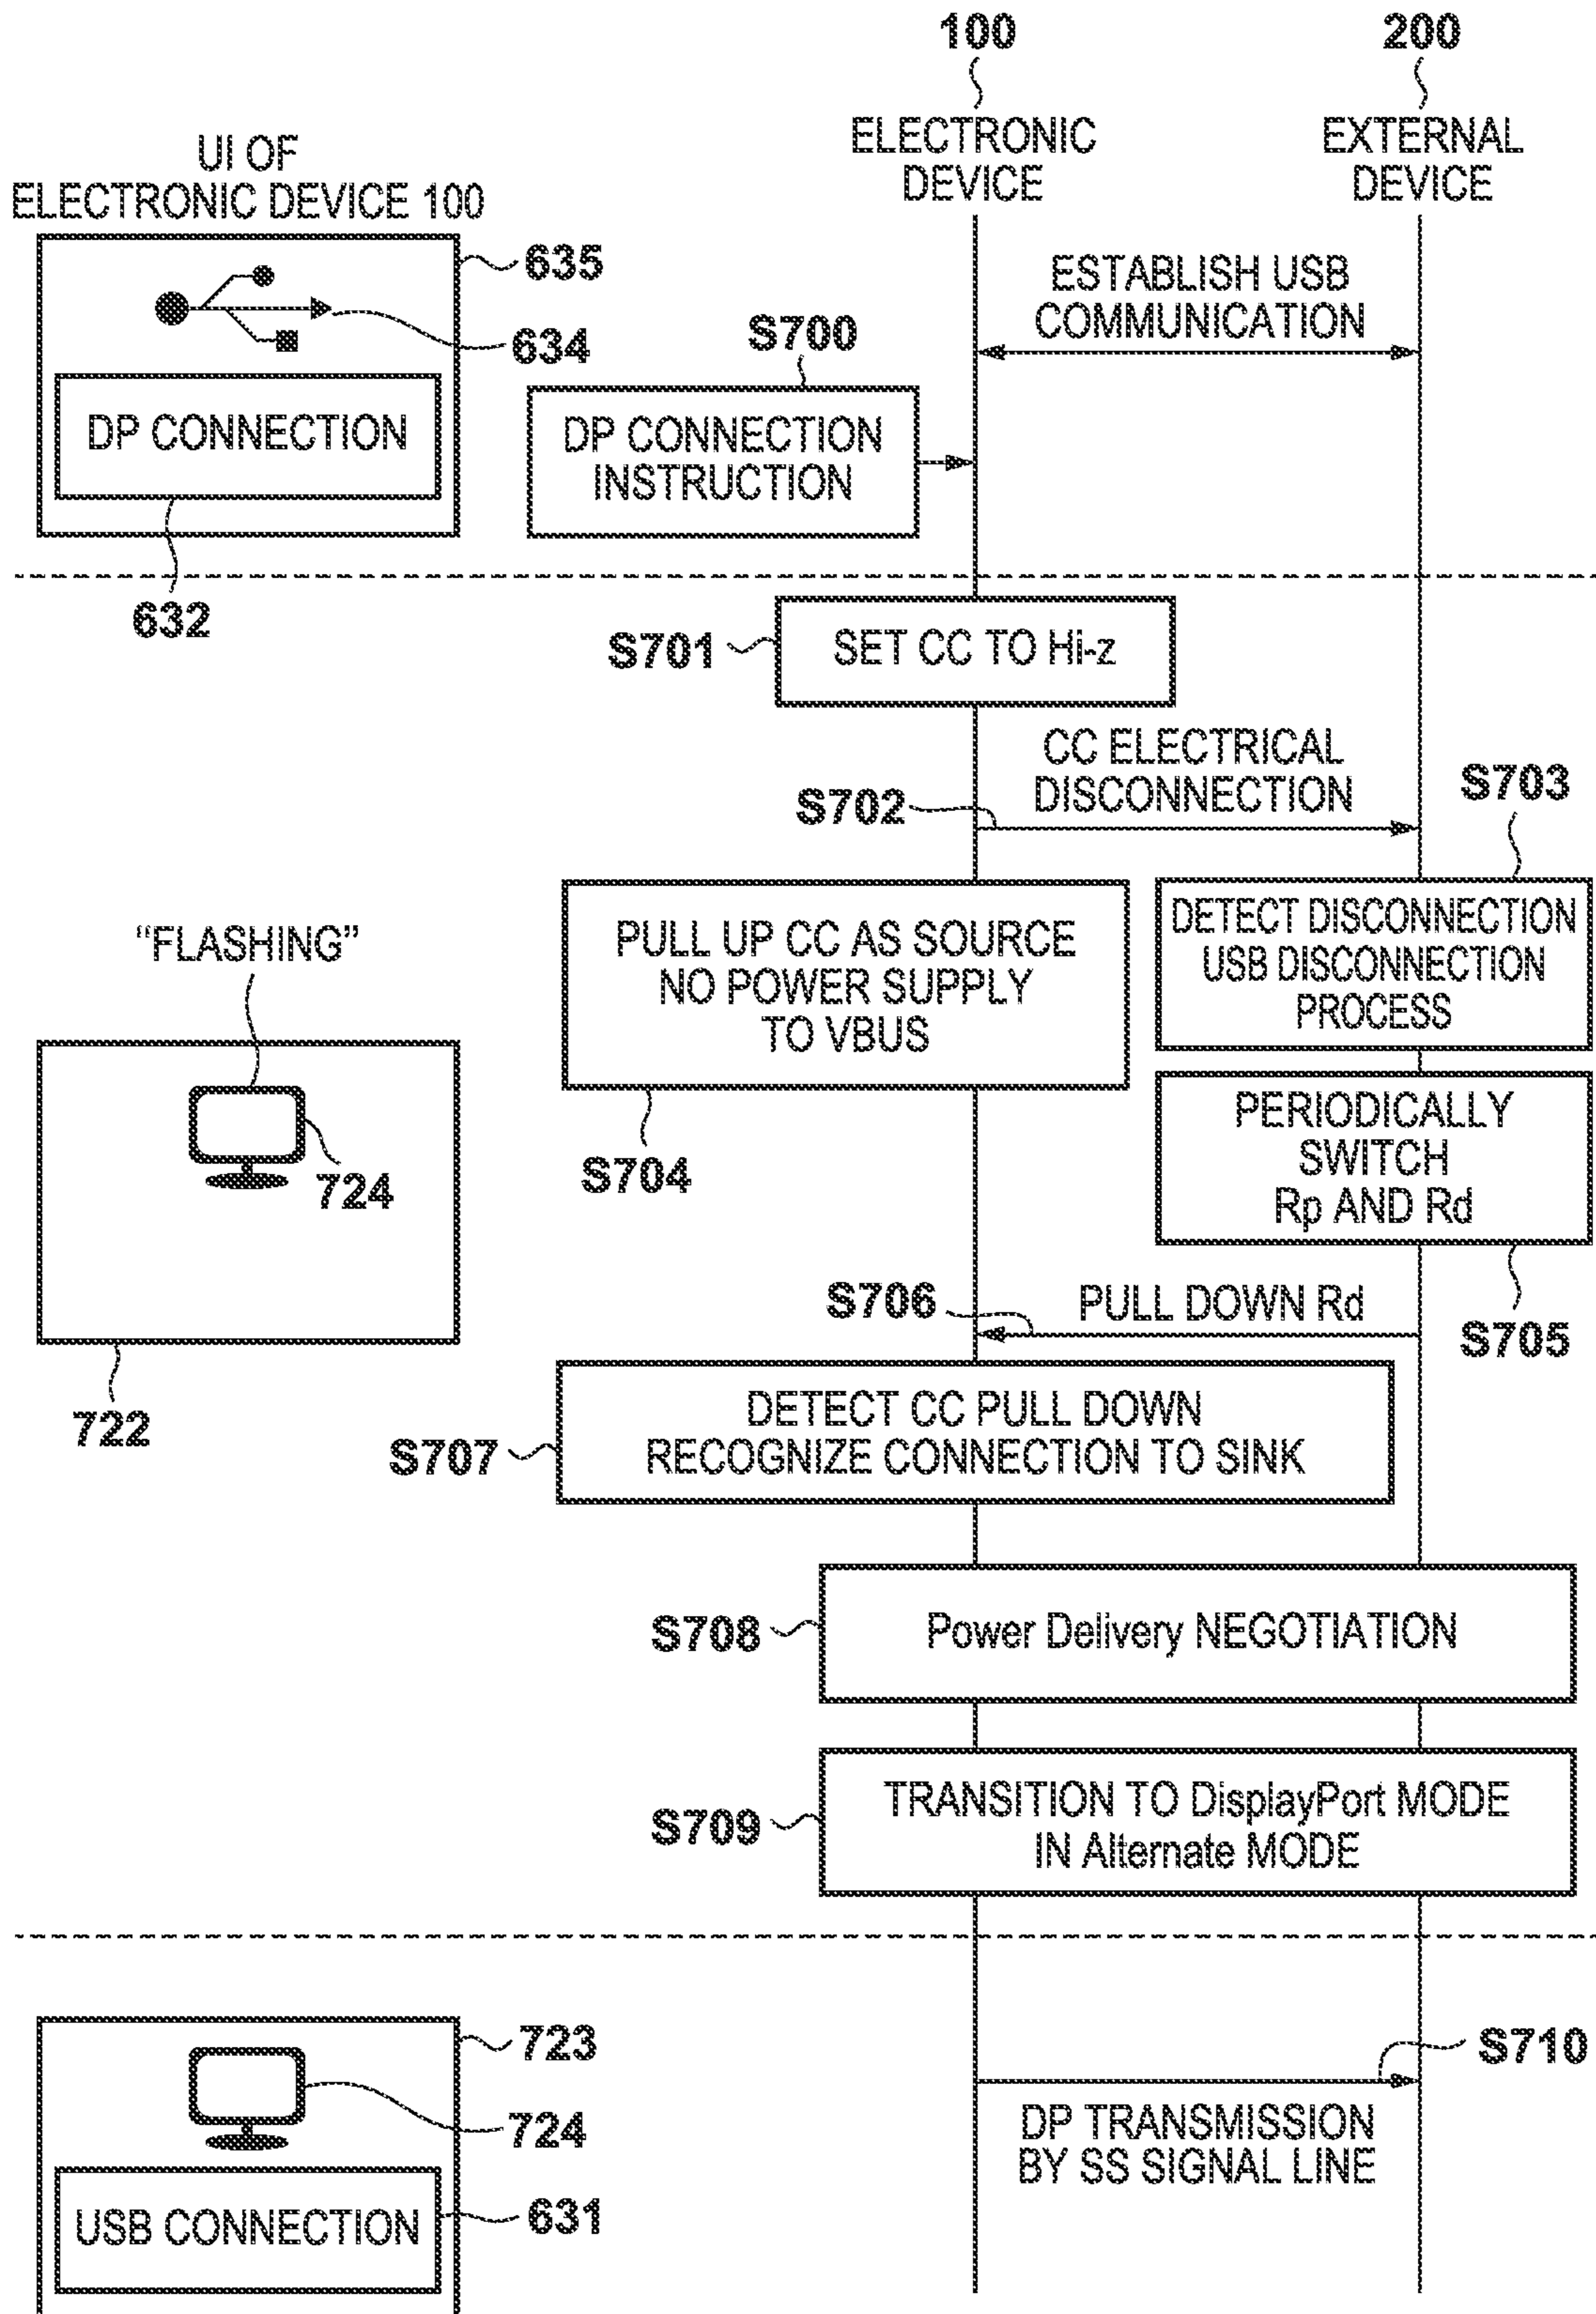 100
200
ELECTRONIC
DEVICE
EXTERNAL
DEVICE
UI OF
ELECTRONIC DEVICE 100
635
634
DP CONNECTION
632
ESTABLISH USB
COMMUNICATION
S700
DP CONNECTION
INSTRUCTION
S701
SET CC TO Hi-z
CC ELECTRICAL
DISCONNECTION
S702
S703
DETECT DISCONNECTION
USB DISCONNECTION
PROCESS
PULL UP CC AS SOURCE
NO POWER SUPPLY
TO VBUS
S704
"FLASHING"
724
722
PERIODICALLY
SWITCH
Rp AND Rd
S705
S706
PULL DOWN Rd
S707
DETECT CC PULL DOWN
RECOGNIZE CONNECTION TO SINK
S708
Power Delivery NEGOTIATION
S709
TRANSITION TO DisplayPort MODE
IN Alternate MODE
723
724
USB CONNECTION
631
S710
DP TRANSMISSION
BY SS SIGNAL LINE